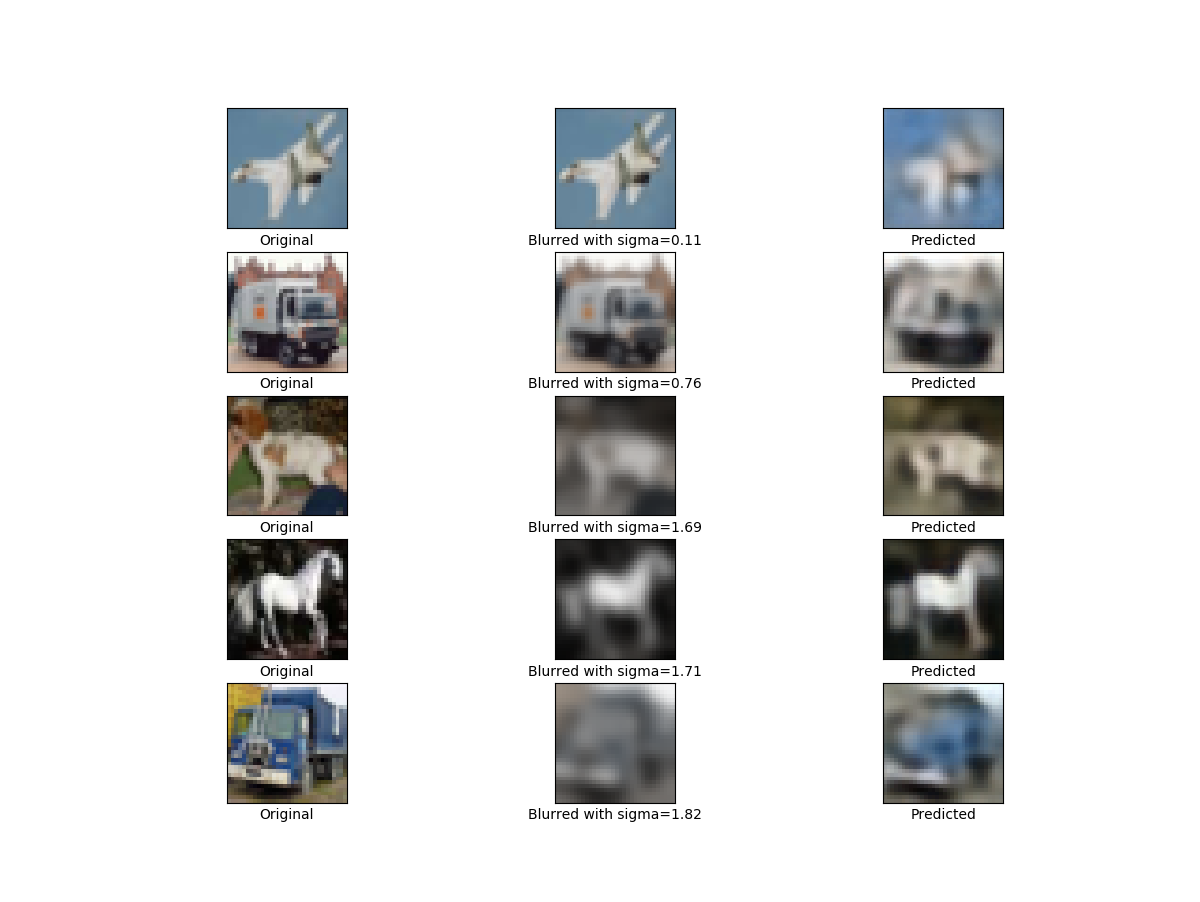 Original Blurred with sigma=0.11 Predicted
Original Blurred with sigma=0.76 Predicted
Original Blurred with sigma=1.69 Predicted
Original Blurred with sigma=1.71 Predicted
Original Blurred with sigma=1.82 Predicted